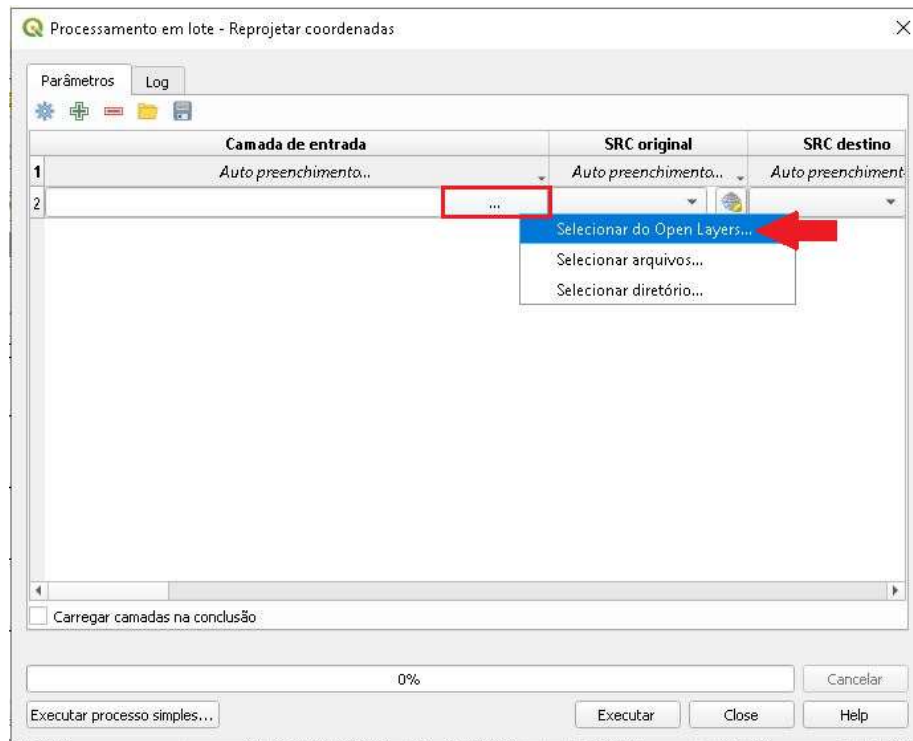 Processamento em lote - Reprojetar coordenadas
Parâmetros Log
Camada de entrada SRC original SRC destino
1 Auto preenchimento... Auto preenchimento... Auto preenchiment
2 ...
Selecionar do Open Layers...
Selecionar arquivos...
Selecionar diretório...
Carregar camadas na conclusão
0% Cancelar
Executar processo simples... Executar Close Help